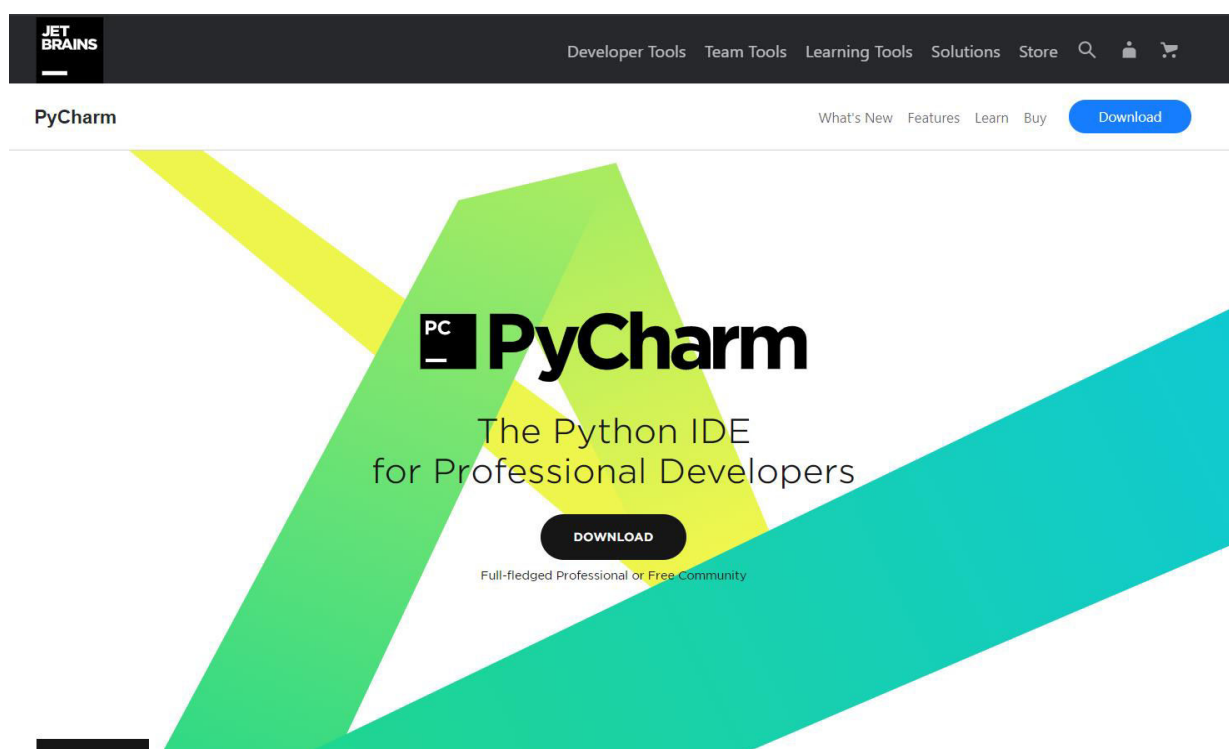 JET
BRAINS
Developer Tools Team Tools Learning Tools Solutions Store
PyCharm
What's New Features Learn Buy Download
PC
PyCharm
The Python IDE
for Professional Developers
DOWNLOAD
Full-fledged Professional or Free Community